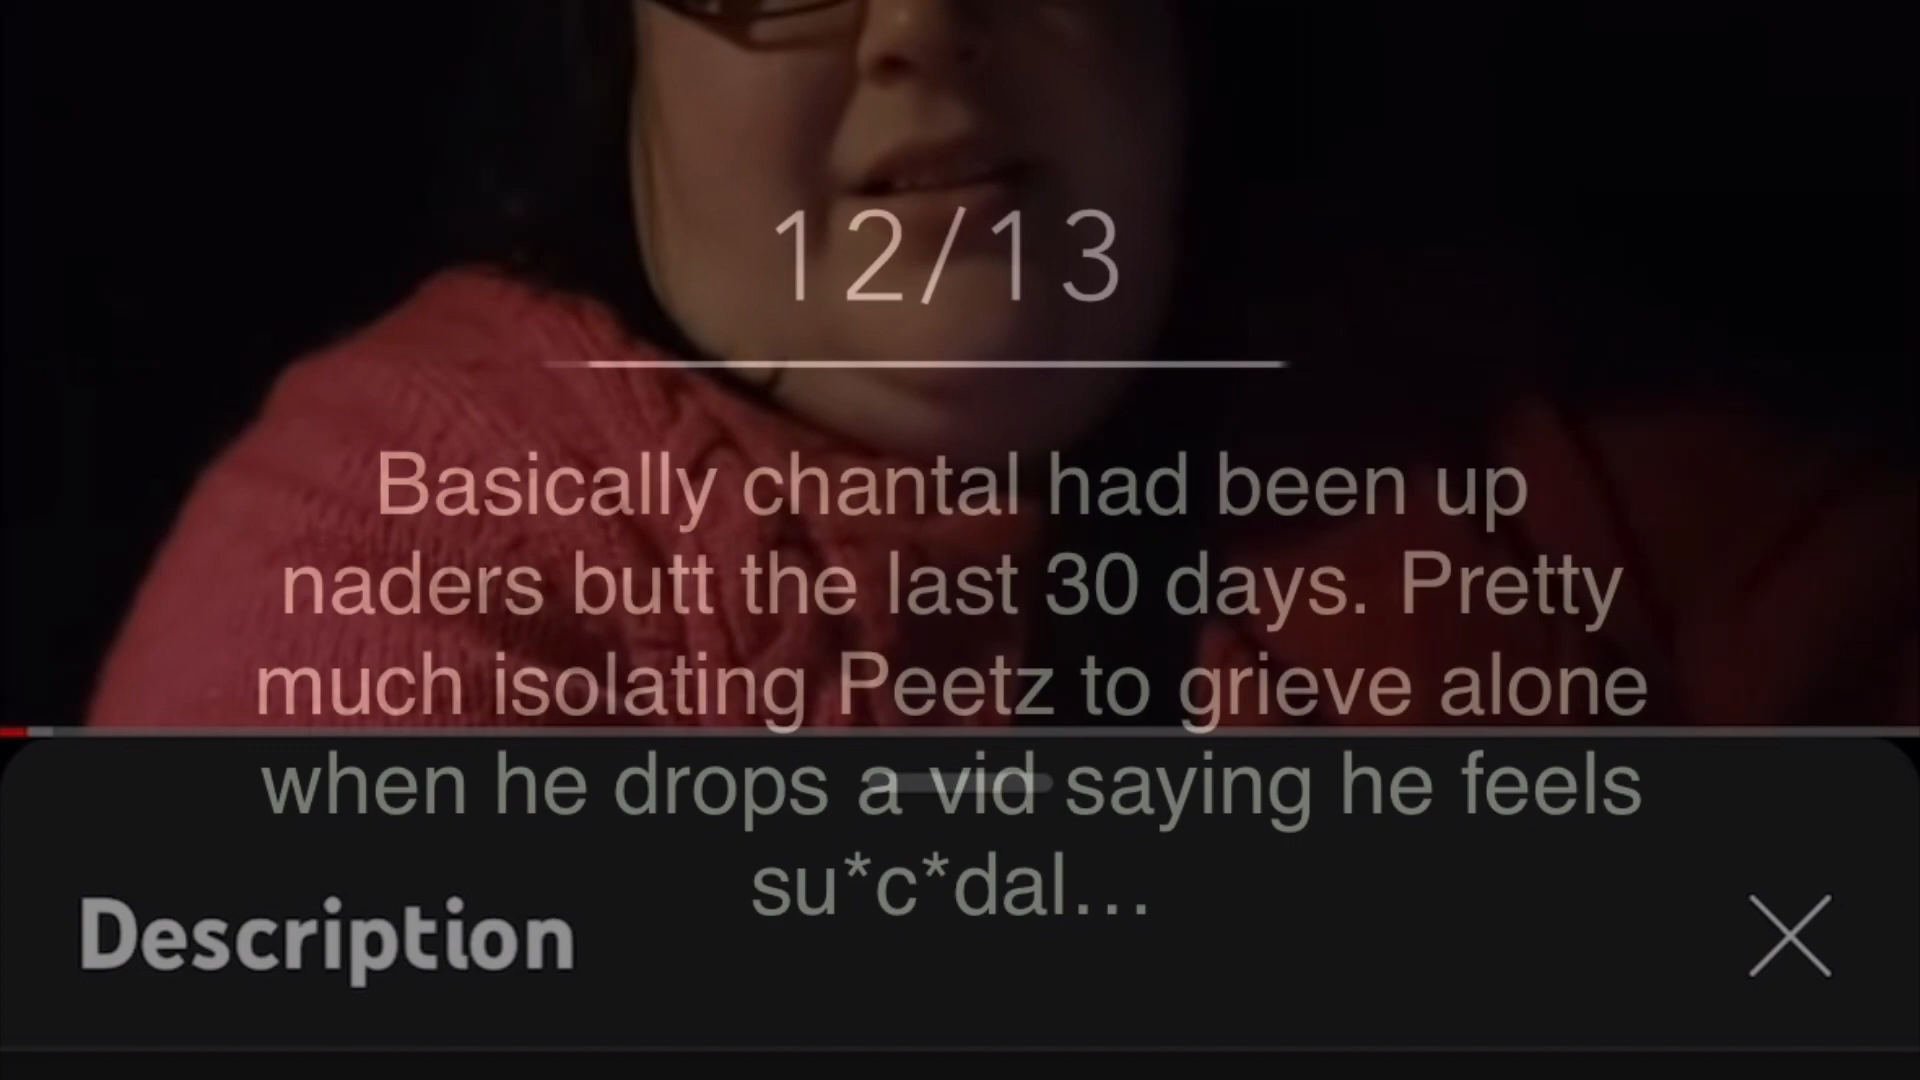 12/13
Basically chantal had been up
naders butt the last 30 days. Pretty
much isolating Peetz to grieve alone
when he drops a vid saying he feels
su*c*dal...
Description